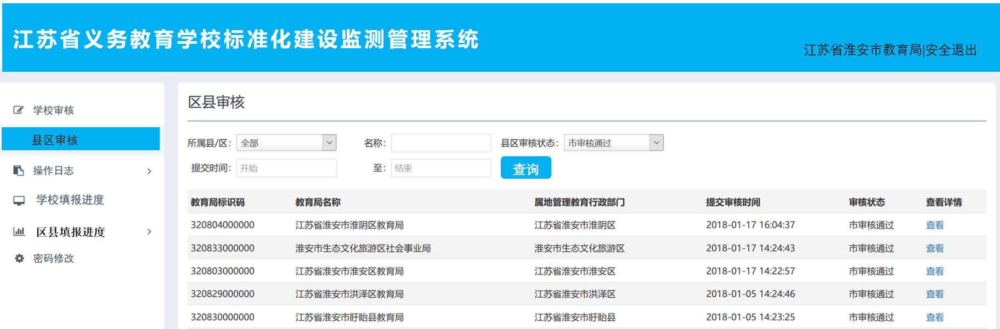 江苏省义务教育学校标准化建设监测管理系统
江苏省淮安市教育局|安全退出
学校审核
县区审核
操作日志
学校填报进度
区县填报进度
密码修改
区县审核
所属县/区： 全部 名称： 县区审核状态： 市审核通过
提交时间： 开始 至： 结束 查询
教育局标识码 教育局名称 属地管理教育行政部门 提交审核时间 审核状态 查看详情
320804000000 江苏省淮安市淮阴区教育局 江苏省淮安市淮阴区 2018-01-17 16:04:37 市审核通过 查看
320833000000 淮安市生态文化旅游区社会事业局 淮安市生态文化旅游区 2018-01-17 14:24:43 市审核通过 查看
320803000000 江苏省淮安市淮安区教育局 江苏省淮安市淮安区 2018-01-17 14:22:57 市审核通过 查看
320829000000 江苏省淮安市洪泽区教育局 江苏省淮安市洪泽区 2018-01-05 14:24:46 市审核通过 查看
320830000000 江苏省淮安市盱眙县教育局 江苏省淮安市盱眙县 2018-01-05 14:23:25 市审核通过 查看